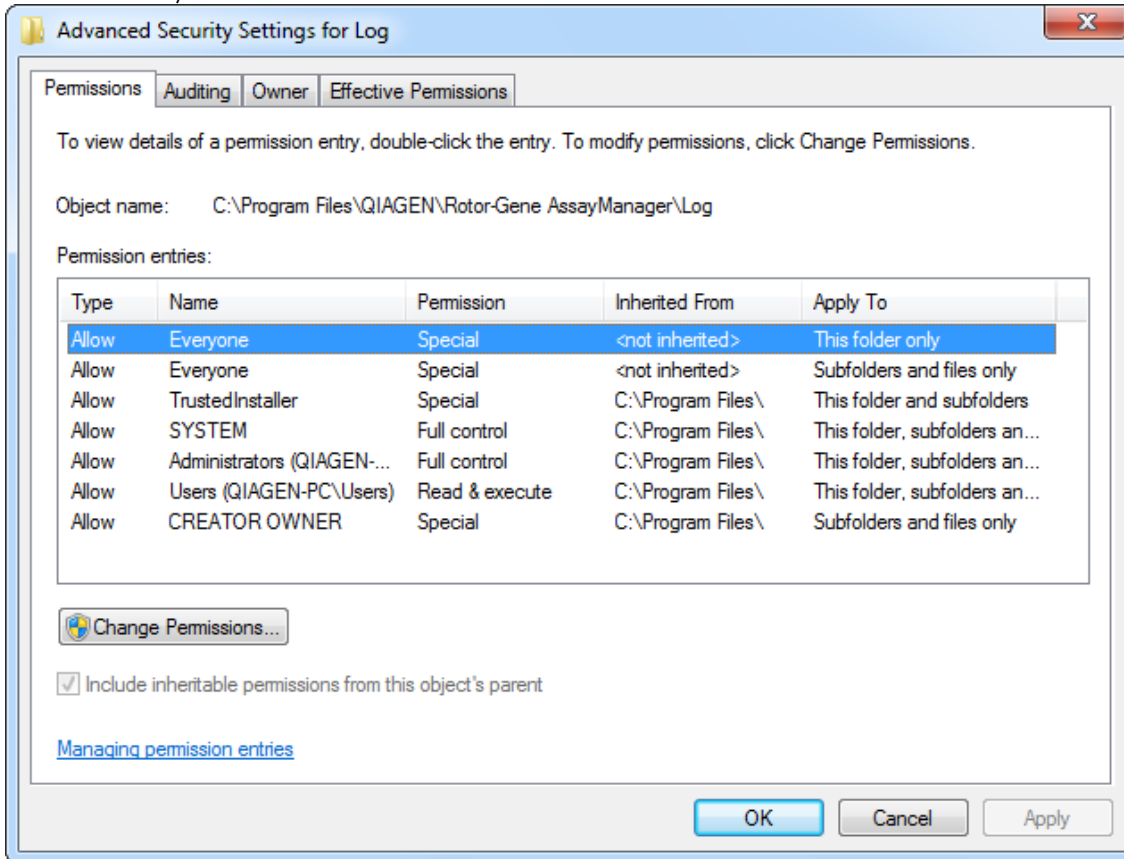 Advanced Security Settings for Log
Permissions Auditing Owner Effective Permissions
To view details of a permission entry, double-click the entry. To modify permissions, click Change Permissions.
Object name: C:\Program Files\QIAGEN\Rotor-Gene AssayManager\Log
Permission entries:
Type Name Permission Inherited From Apply To
Allow Everyone Special <not inherited> This folder only
Allow Everyone Special <not inherited> Subfolders and files only
Allow TrustedInstaller Special C:\Program Files\ This folder and subfolders
Allow SYSTEM Full control C:\Program Files\ This folder, subfolders an...
Allow Administrators (QIAGEN-... Full control C:\Program Files\ This folder, subfolders an...
Allow Users (QIAGEN-PC\Users) Read & execute C:\Program Files\ This folder, subfolders an...
Allow CREATOR OWNER Special C:\Program Files\ Subfolders and files only
Change Permissions...
Include inheritable permissions from this object's parent
Managing permission entries
OK Cancel Apply